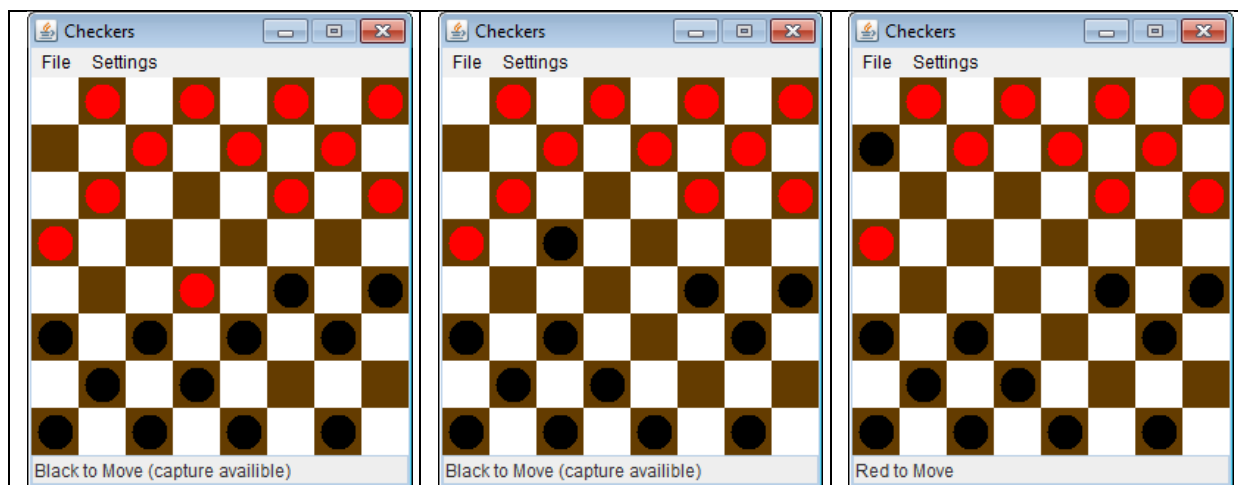 Checkers
File Settings
Black to Move (capture availible)
Checkers
File Settings
Black to Move (capture availible)
Checkers
File Settings
Red to Move